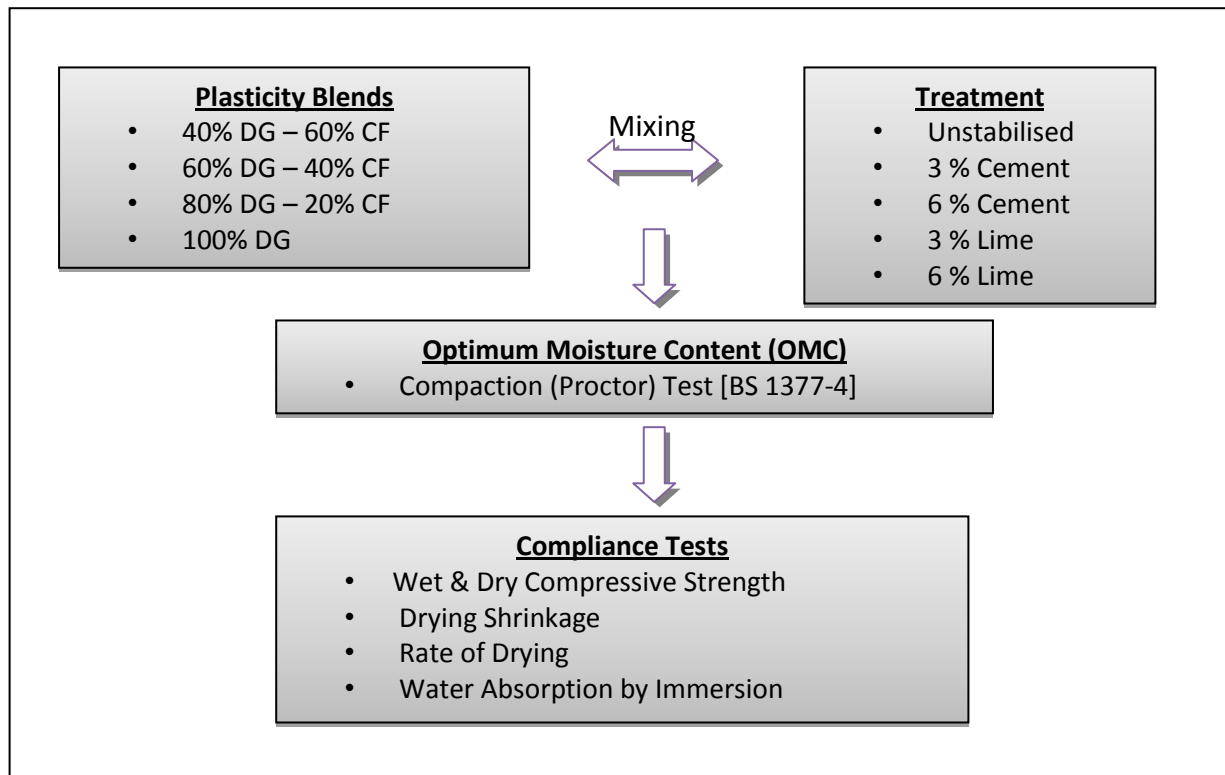 Plasticity Blends
• 40% DG – 60% CF
• 60% DG – 40% CF
• 80% DG – 20% CF
• 100% DG
Mixing
Treatment
• Unstabilised
• 3 % Cement
• 6 % Cement
• 3 % Lime
• 6 % Lime
Optimum Moisture Content (OMC)
• Compaction (Proctor) Test [BS 1377-4]
Compliance Tests
• Wet & Dry Compressive Strength
• Drying Shrinkage
• Rate of Drying
• Water Absorption by Immersion